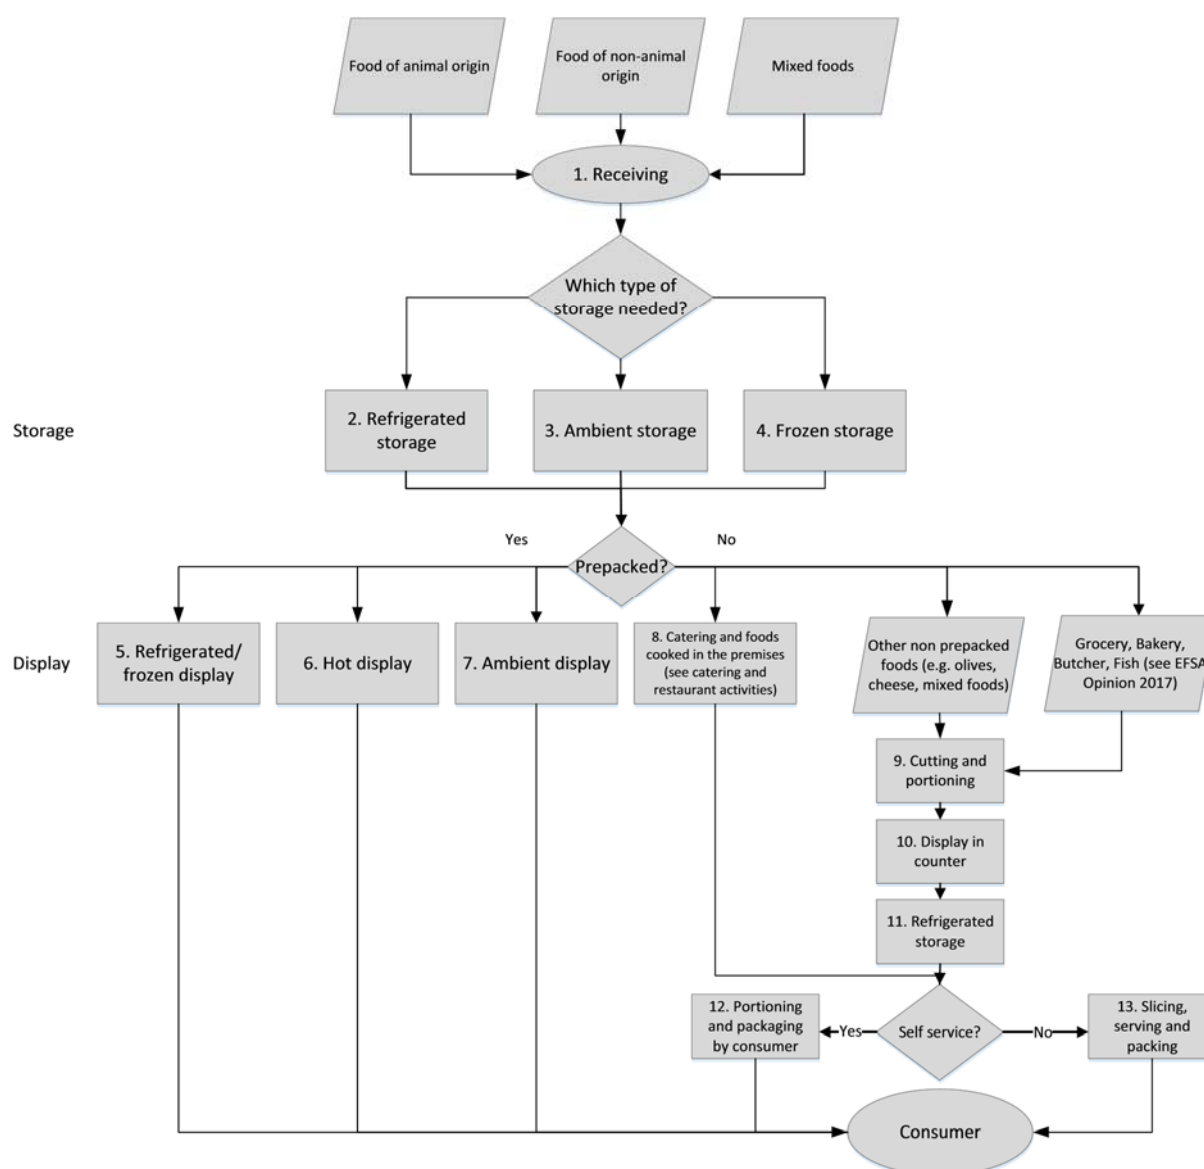 Food of animal origin
Food of non-animal
origin
Mixed foods
1. Receiving
Which type of
storage needed?
Storage
2. Refrigerated
storage
3. Ambient storage
4. Frozen storage
Yes
No
Prepacked?
Display
5. Refrigerated/
frozen display
6. Hot display
7. Ambient display
8. Catering and foods
cooked in the premises
(see catering and
restaurant activities)
Other non prepacked
foods (e.g. olives,
cheese, mixed foods)
Grocery, Bakery,
Butcher, Fish (see EFSA
Opinion 2017)
9. Cutting and
portioning
10. Display in
counter
11. Refrigerated
storage
12. Portioning
and packaging
by consumer
Yes
Self service?
No
13. Slicing,
serving and
packing
Consumer